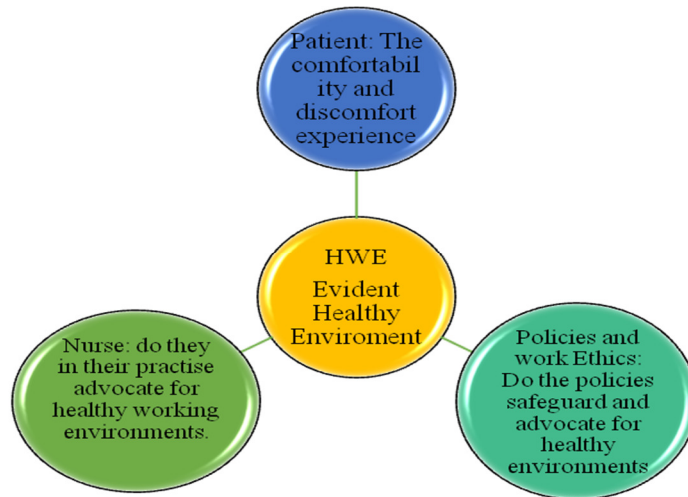 Patient: The
comfortabil
ity and
discomfort
experience
HWE
Evident
Healthy
Enviroment
Nurse: do they
in their practise
advocate for
healthy working
environments.
Policies and
work Ethics:
Do the policies
safeguard and
advocate for
healthy
environments